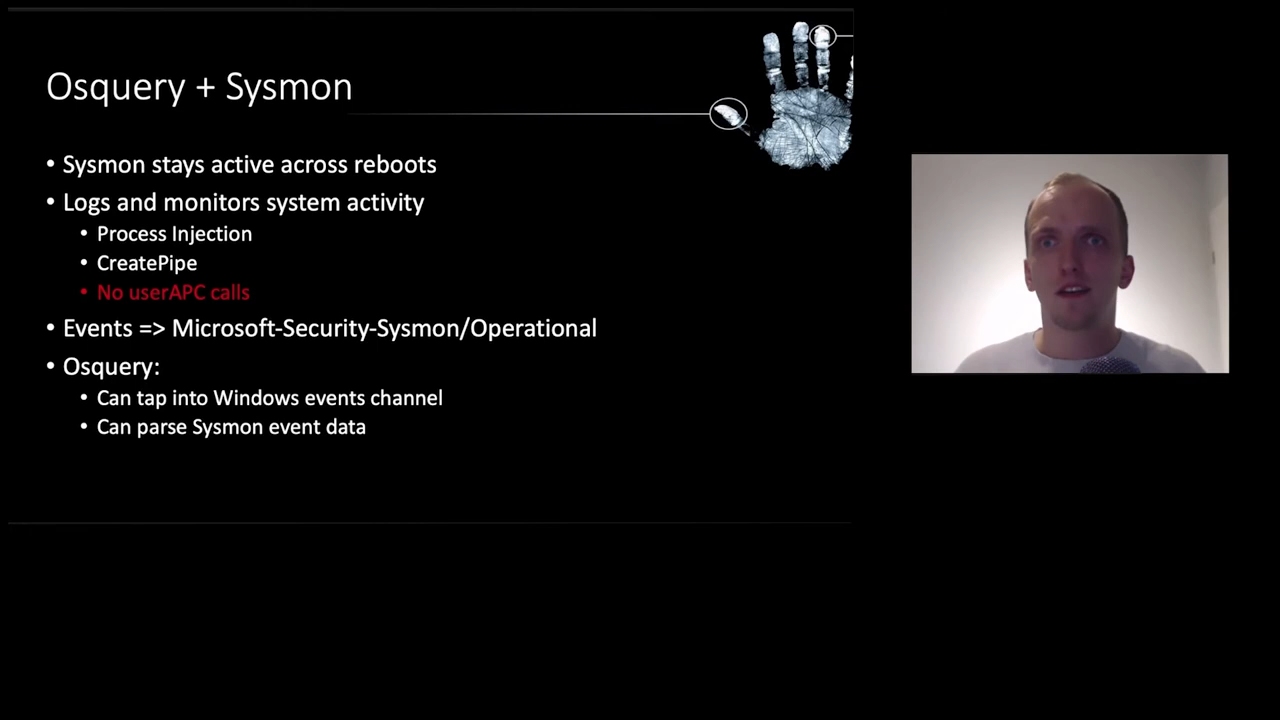 Osquery + Sysmon
• Sysmon stays active across reboots
• Logs and monitors system activity
• Process Injection
• CreatePipe
• No userAPC calls
• Events => Microsoft-Security-Sysmon/Operational
• Osquery:
• Can tap into Windows events channel
• Can parse Sysmon event data